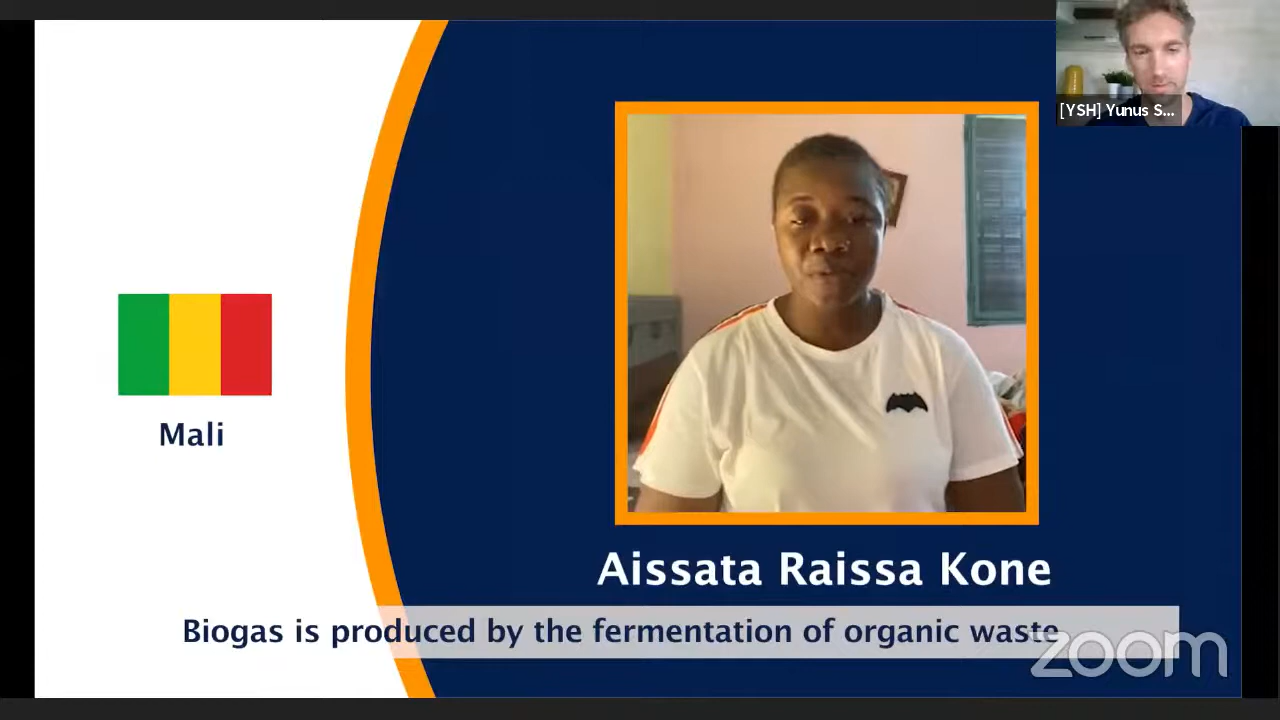 [YSH] Yunus S...
Mali
Aissata Raissa Kone
Biogas is produced by the fermentation of organic waste
zoom